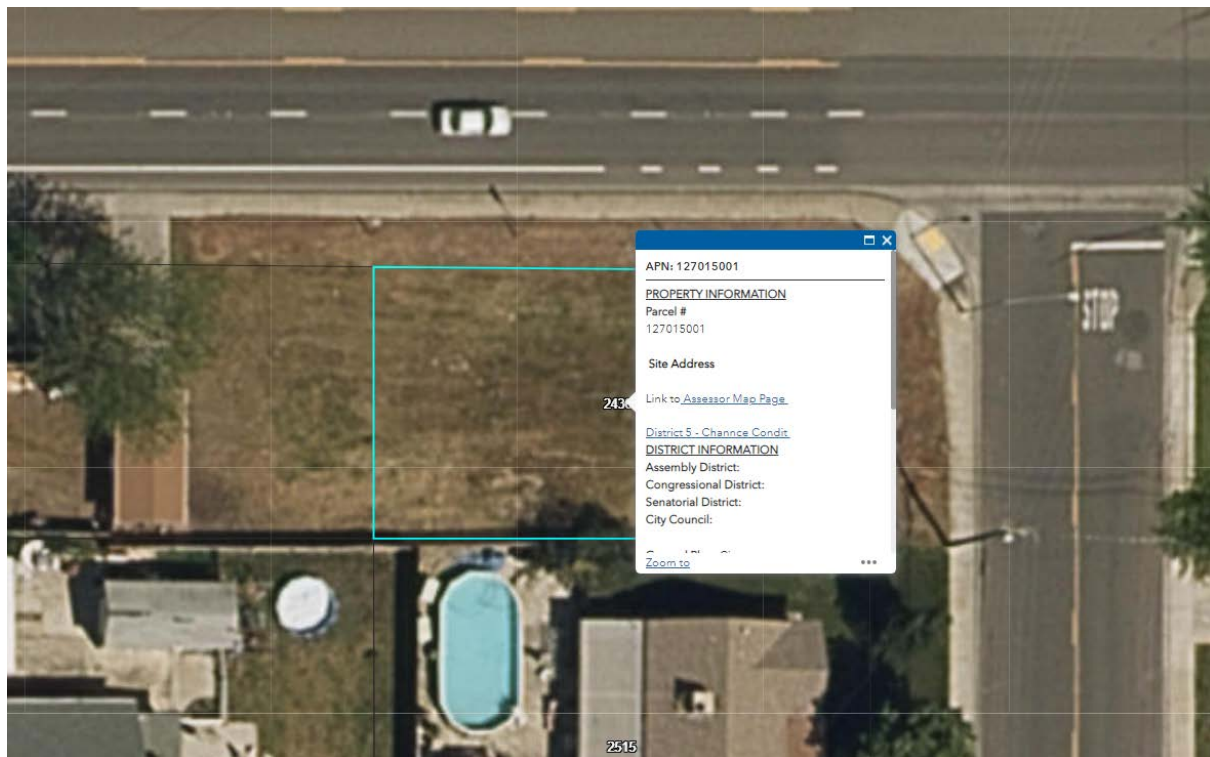 APN: 127015001
PROPERTY INFORMATION
Parcel #
127015001
Site Address
243
Link to Assessor Map Page
District 5 - Channce Condit
DISTRICT INFORMATION
Assembly District:
Congressional District:
Senatorial District:
City Council:
Zoom to
2515